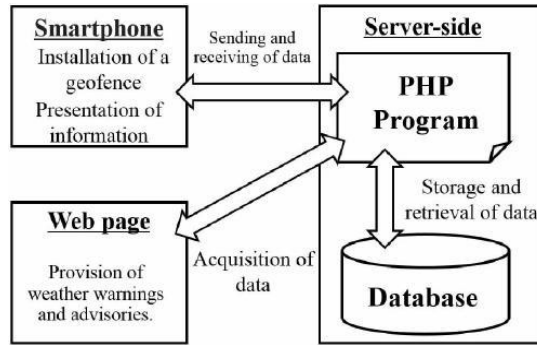 Smartphone
Installation of a
geofence
Presentation of
information
Sending and
receiving of data
Server-side
PHP
Program
Storage and
retrieval of data
Database
Web page
Provision of
weather warnings
and advisories.
Acquisition of
data